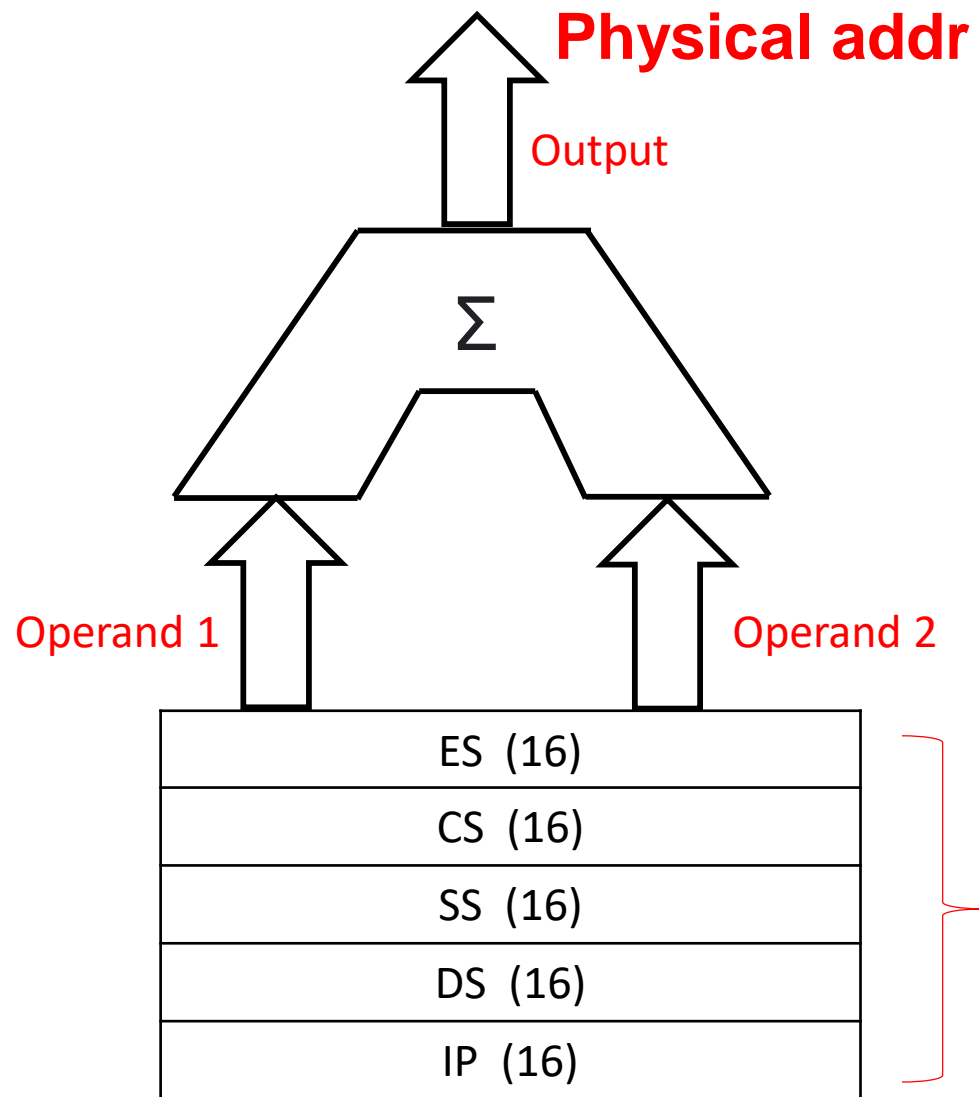 Physical addr
Output
Σ
Operand 1
Operand 2
ES (16)
CS (16)
SS (16)
DS (16)
IP (16)